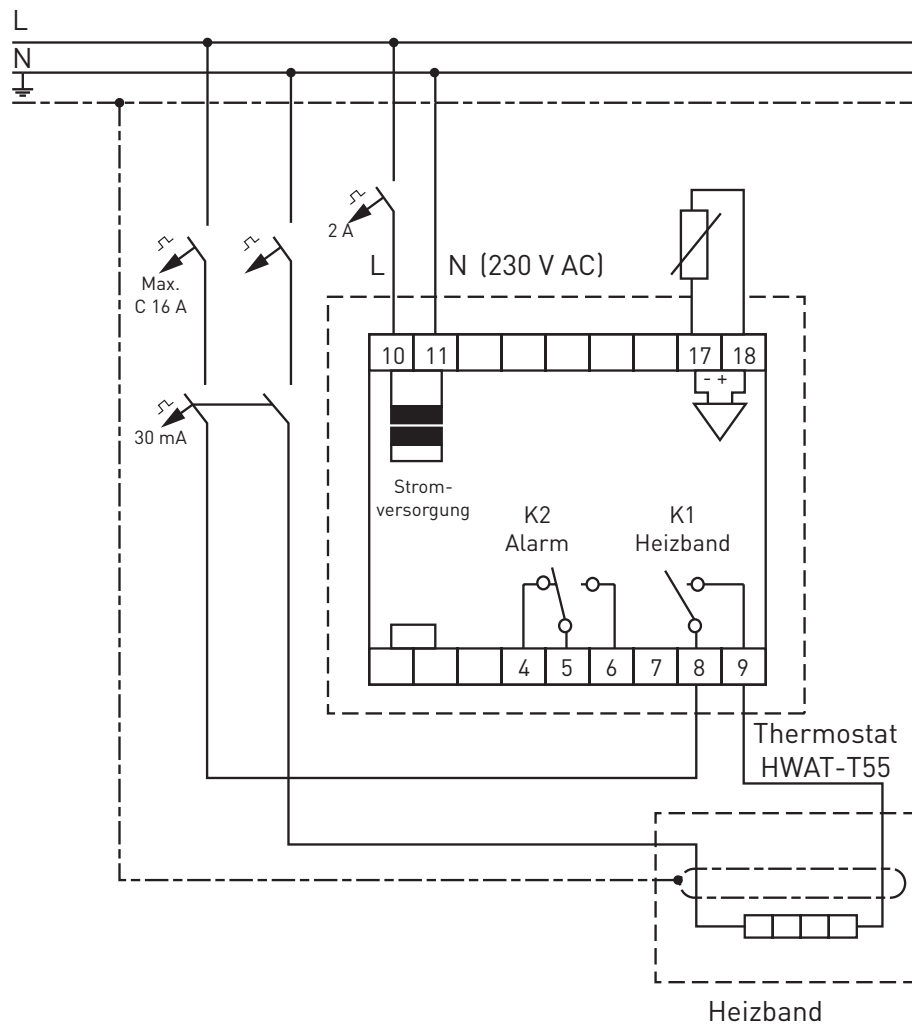 L
N
2 A
L
N (230 V AC)
Max.
C 16 A
30 mA
10 11 17 18
- +
Strom-
versorgung
K2
Alarm
K1
Heizband
4 5 6 7 8 9
Thermostat
HWAT-T55
Heizband